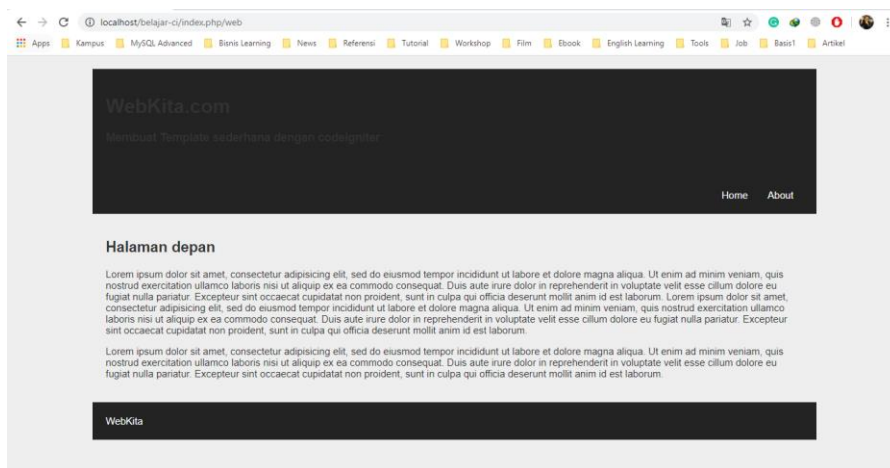 localhost/belajar-ci/index.php/web
Apps Kampus MySQL Advanced Bisnis Learning News Referensi Tutorial Workshop Film Ebook English Learning Tools Job Basis1 Artikel
WebKita.com
Membuat Template sederhana dengan codeigniter
Home About
Halaman depan
Lorem ipsum dolor sit amet, consectetur adipisicing elit, sed do eiusmod tempor incididunt ut labore et dolore magna aliqua. Ut enim ad minim veniam, quis
nostrud exercitation ullamco laboris nisi ut aliquip ex ea commodo consequat. Duis aute irure dolor in reprehenderit in voluptate velit esse cillum dolore eu
fugiat nulla pariatur. Excepteur sint occaecat cupidatat non proident, sunt in culpa qui officia deserunt mollit anim id est laborum. Lorem ipsum dolor sit amet,
consectetur adipisicing elit, sed do eiusmod tempor incididunt ut labore et dolore magna aliqua. Ut enim ad minim veniam, quis nostrud exercitation ullamco
laboris nisi ut aliquip ex ea commodo consequat. Duis aute irure dolor in reprehenderit in voluptate velit esse cillum dolore eu fugiat nulla pariatur. Excepteur
sint occaecat cupidatat non proident, sunt in culpa qui officia deserunt mollit anim id est laborum.
Lorem ipsum dolor sit amet, consectetur adipisicing elit, sed do eiusmod tempor incididunt ut labore et dolore magna aliqua. Ut enim ad minim veniam, quis
nostrud exercitation ullamco laboris nisi ut aliquip ex ea commodo consequat. Duis aute irure dolor in reprehenderit in voluptate velit esse cillum dolore eu
fugiat nulla pariatur. Excepteur sint occaecat cupidatat non proident, sunt in culpa qui officia deserunt mollit anim id est laborum.
WebKita